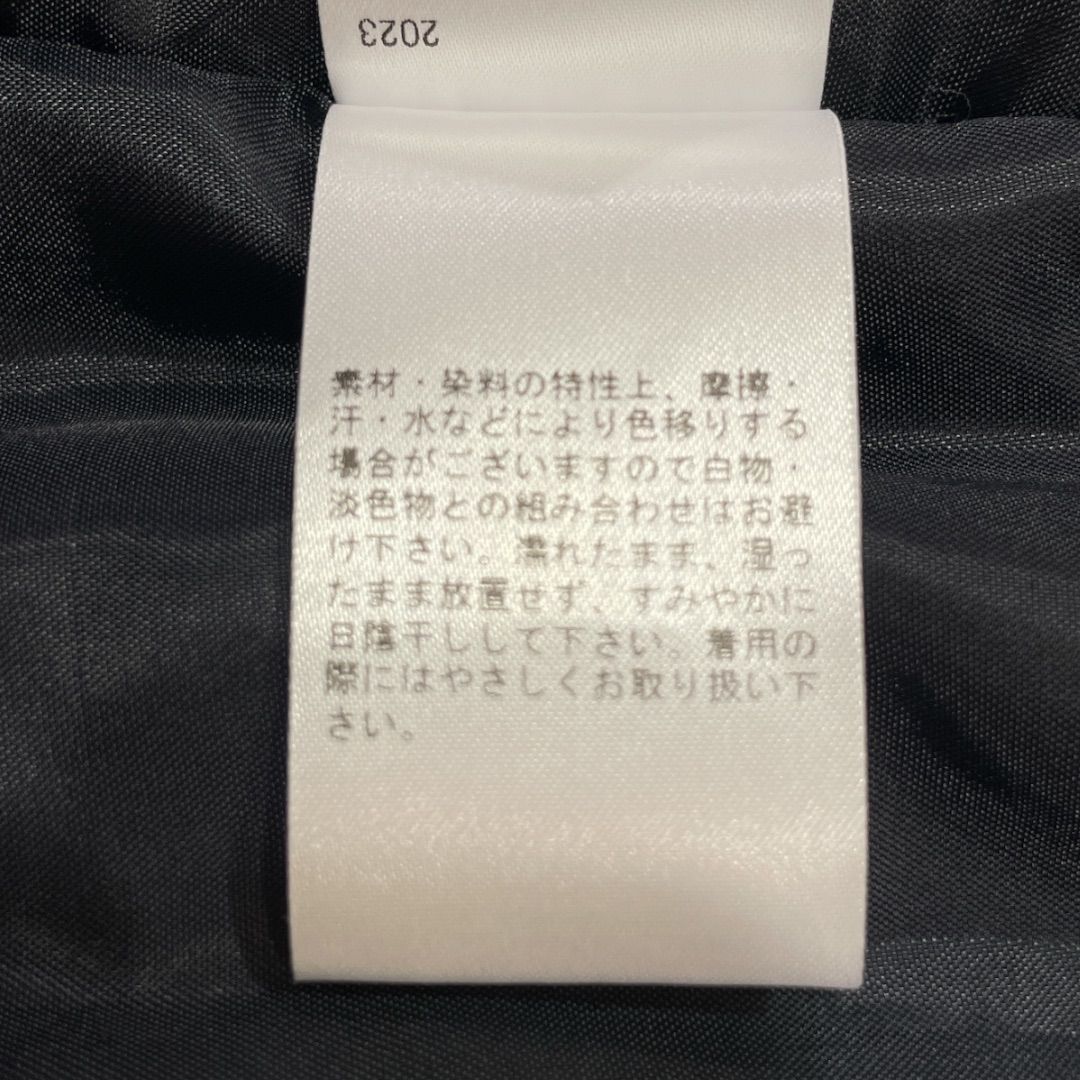 2023
素材・染料の特性上、摩擦・
汗・水などにより色移りする
場合がございますので白物・
淡色物との組み合わせはお避
け下さい。濡れたまま、湿っ
たまま放置せず、すみやかに
日陰干しして下さい。着用の
際にはやさしくお取り扱い下
さい。